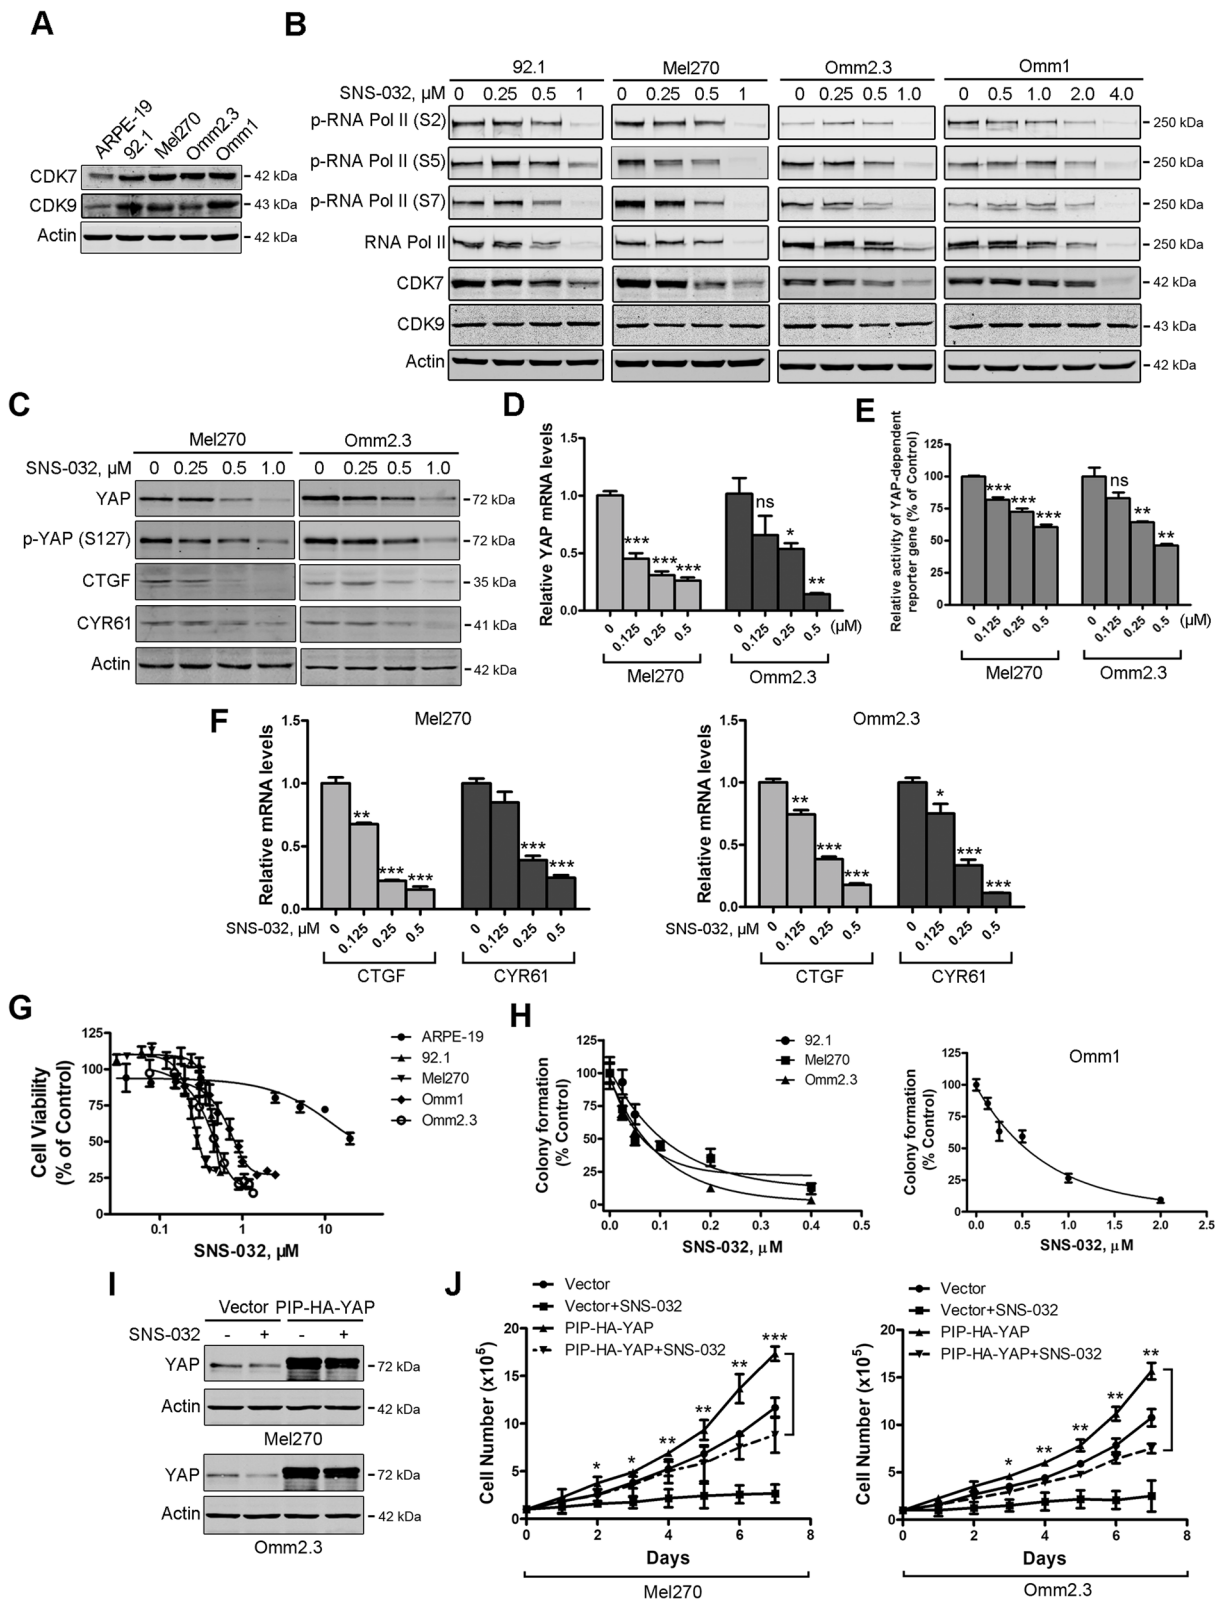 A
ARPE-19 92.1 Mel270 Omm2.3 Omm1
CDK7 42 kDa
CDK9 43 kDa
Actin 42 kDa
B
92.1 Mel270 Omm2.3 Omm1
SNS-032, μM 0 0.25 0.5 1 0 0.25 0.5 1 0 0.25 0.5 1.0 0 0.5 1.0 2.0 4.0
p-RNA Pol II (S2) 250 kDa
p-RNA Pol II (S5) 250 kDa
p-RNA Pol II (S7) 250 kDa
RNA Pol II 250 kDa
CDK7 42 kDa
CDK9 43 kDa
Actin 42 kDa
C
Mel270 Omm2.3
SNS-032, μM 0 0.25 0.5 1.0 0 0.25 0.5 1.0
YAP 72 kDa
p-YAP (S127) 72 kDa
CTGF 35 kDa
CYR61 41 kDa
Actin 42 kDa
D
Relative YAP mRNA levels
1.5
1.0
0.5
0.0
*** *** *** ns * **
0 0.125 0.25 0.5 0 0.125 0.25 0.5 (μM)
Mel270 Omm2.3
E
Relative activity of YAP-dependent
reporter gene (% of Control)
125
100
75
50
25
0
*** *** *** ns ** **
0 0.125 0.25 0.5 0 0.125 0.25 0.5 (μM)
Mel270 Omm2.3
F
Mel270
Relative mRNA levels
1.5
1.0
0.5
0.0
** *** *** *** ***
SNS-032, μM 0 0.125 0.25 0.5 0 0.125 0.25 0.5
CTGF CYR61
Omm2.3
Relative mRNA levels
1.5
1.0
0.5
0.0
** *** *** * *** ***
SNS-032, μM 0 0.125 0.25 0.5 0 0.125 0.25 0.5
CTGF CYR61
G
Cell Viability
(% of Control)
125
100
75
50
25
0
0.1 1 10
SNS-032, μM
ARPE-19
92.1
Mel270
Omm1
Omm2.3
H
Colony formation
(% Control)
125
100
75
50
25
0
0.0 0.1 0.2 0.3 0.4 0.5
SNS-032, μM
92.1
Mel270
Omm2.3
Omm1
Colony formation
(% Control)
125
100
75
50
25
0
0.0 0.5 1.0 1.5 2.0 2.5
SNS-032, μM
I
Vector PIP-HA-YAP
SNS-032 - + - +
YAP 72 kDa
Actin 42 kDa
Mel270
YAP 72 kDa
Actin 42 kDa
Omm2.3
J
Vector
Vector+SNS-032
PIP-HA-YAP
PIP-HA-YAP+SNS-032
Cell Number (x10⁵)
20
15
10
5
0
* * ** ** ** ***
0 2 4 6 8
Days
Mel270
Vector
Vector+SNS-032
PIP-HA-YAP
PIP-HA-YAP+SNS-032
Cell Number (x10⁵)
20
15
10
5
0
* ** ** ** **
0 2 4 6 8
Days
Omm2.3